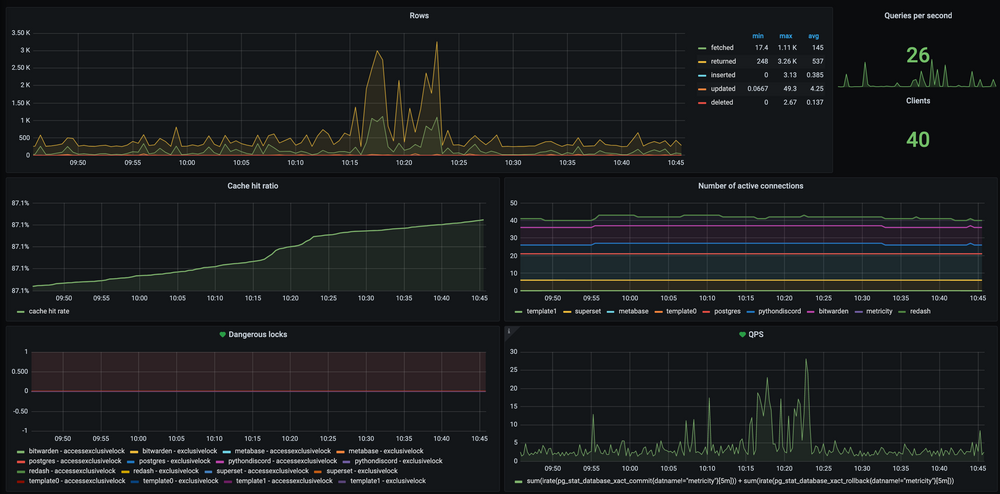 Rows
3.50 K
3 K
2.50 K
2 K
1.50 K
1 K
500
0
09:50 09:55 10:00 10:05 10:10 10:15 10:20 10:25 10:30 10:35 10:40 10:45
min max avg
fetched 17.4 1.11 K 145
returned 248 3.26 K 537
inserted 0 3.13 0.385
updated 0.0667 49.3 4.25
deleted 0 2.67 0.137
Queries per second
26
Clients
40
Cache hit ratio
87.1%
87.1%
87.1%
87.1%
87.1%
09:50 09:55 10:00 10:05 10:10 10:15 10:20 10:25 10:30 10:35 10:40 10:45
cache hit rate
Number of active connections
50
40
30
20
10
0
09:50 09:55 10:00 10:05 10:10 10:15 10:20 10:25 10:30 10:35 10:40 10:45
template1 superset metabase template0 postgres pythondiscord bitwarden metricity redash
Dangerous locks
1
0.500
0
-0.50
-1
09:50 09:55 10:00 10:05 10:10 10:15 10:20 10:25 10:30 10:35 10:40 10:45
bitwarden - accessexclusivelock bitwarden - exclusivelock metabase - accessexclusivelock metabase - exclusivelock
postgres - accessexclusivelock postgres - exclusivelock pythondiscord - accessexclusivelock pythondiscord - exclusivelock
redash - accessexclusivelock redash - exclusivelock superset - accessexclusivelock superset - exclusivelock
template0 - accessexclusivelock template0 - exclusivelock template1 - accessexclusivelock template1 - exclusivelock
i
QPS
30
25
20
15
10
5
0
09:50 09:55 10:00 10:05 10:10 10:15 10:20 10:25 10:30 10:35 10:40 10:45
sum(irate(pg_stat_database_xact_commit{datname!="metricity"}[5m])) + sum(irate(pg_stat_database_xact_rollback{datname!="metricity"}[5m]))